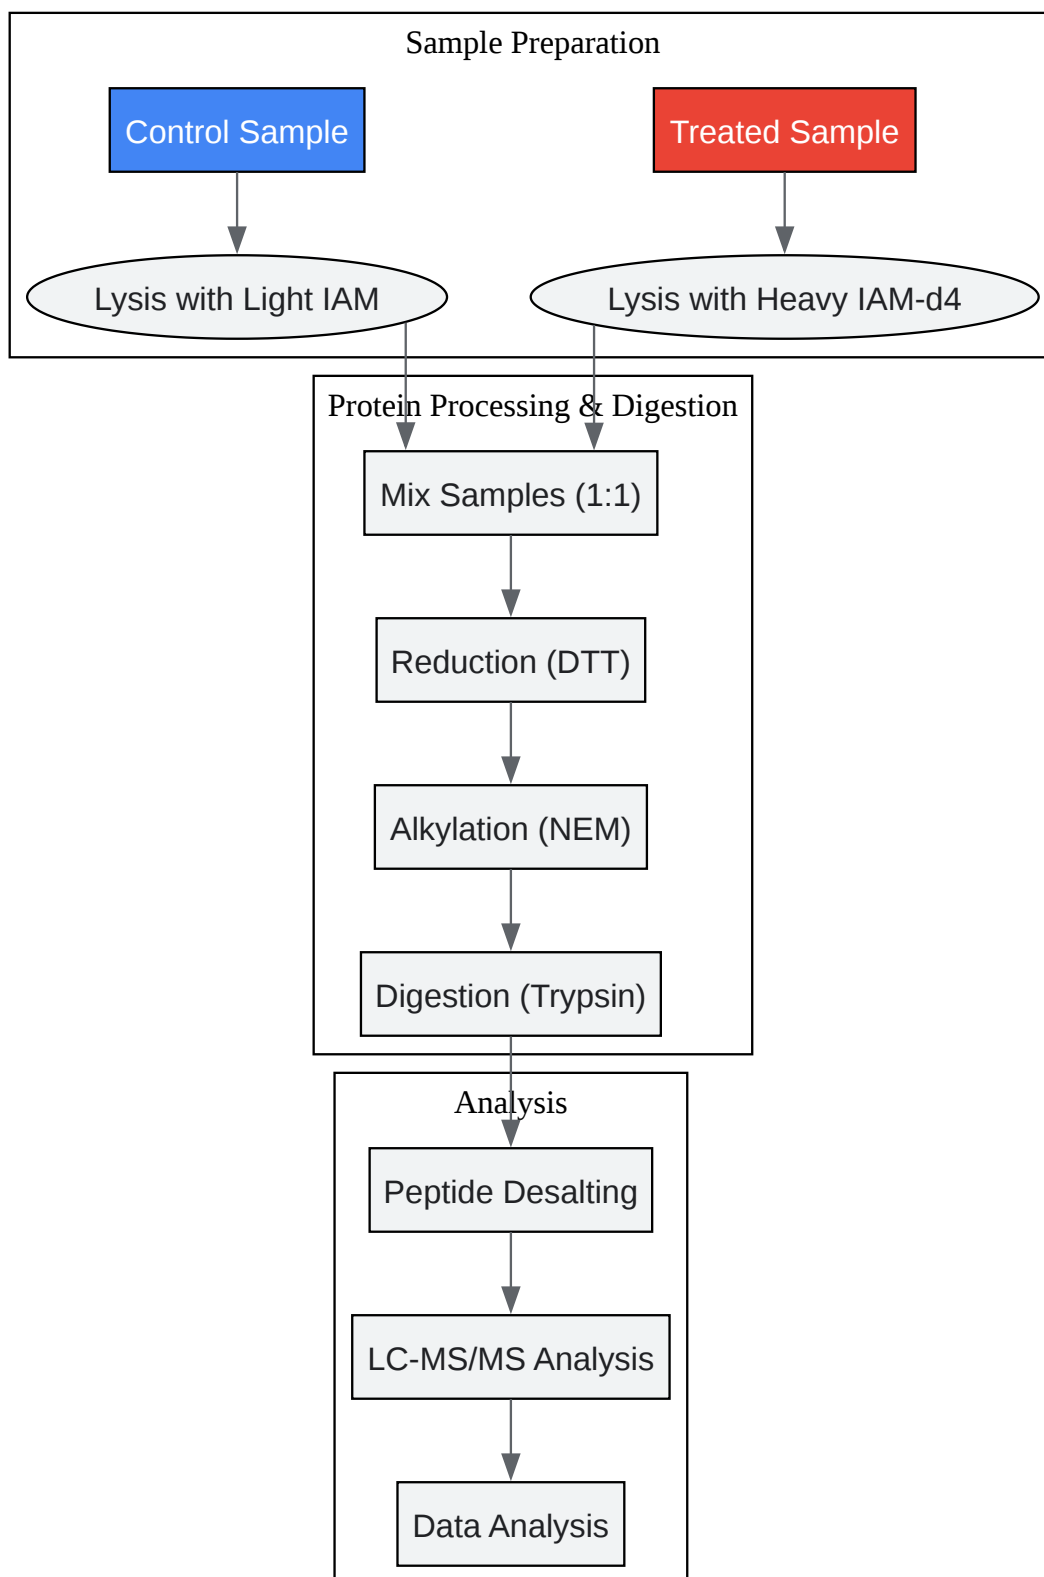 Sample Preparation
Control Sample
Treated Sample
Lysis with Light IAM
Lysis with Heavy IAM-d4
Protein Processing & Digestion
Mix Samples (1:1)
Reduction (DTT)
Alkylation (NEM)
Digestion (Trypsin)
Analysis
Peptide Desalting
LC-MS/MS Analysis
Data Analysis